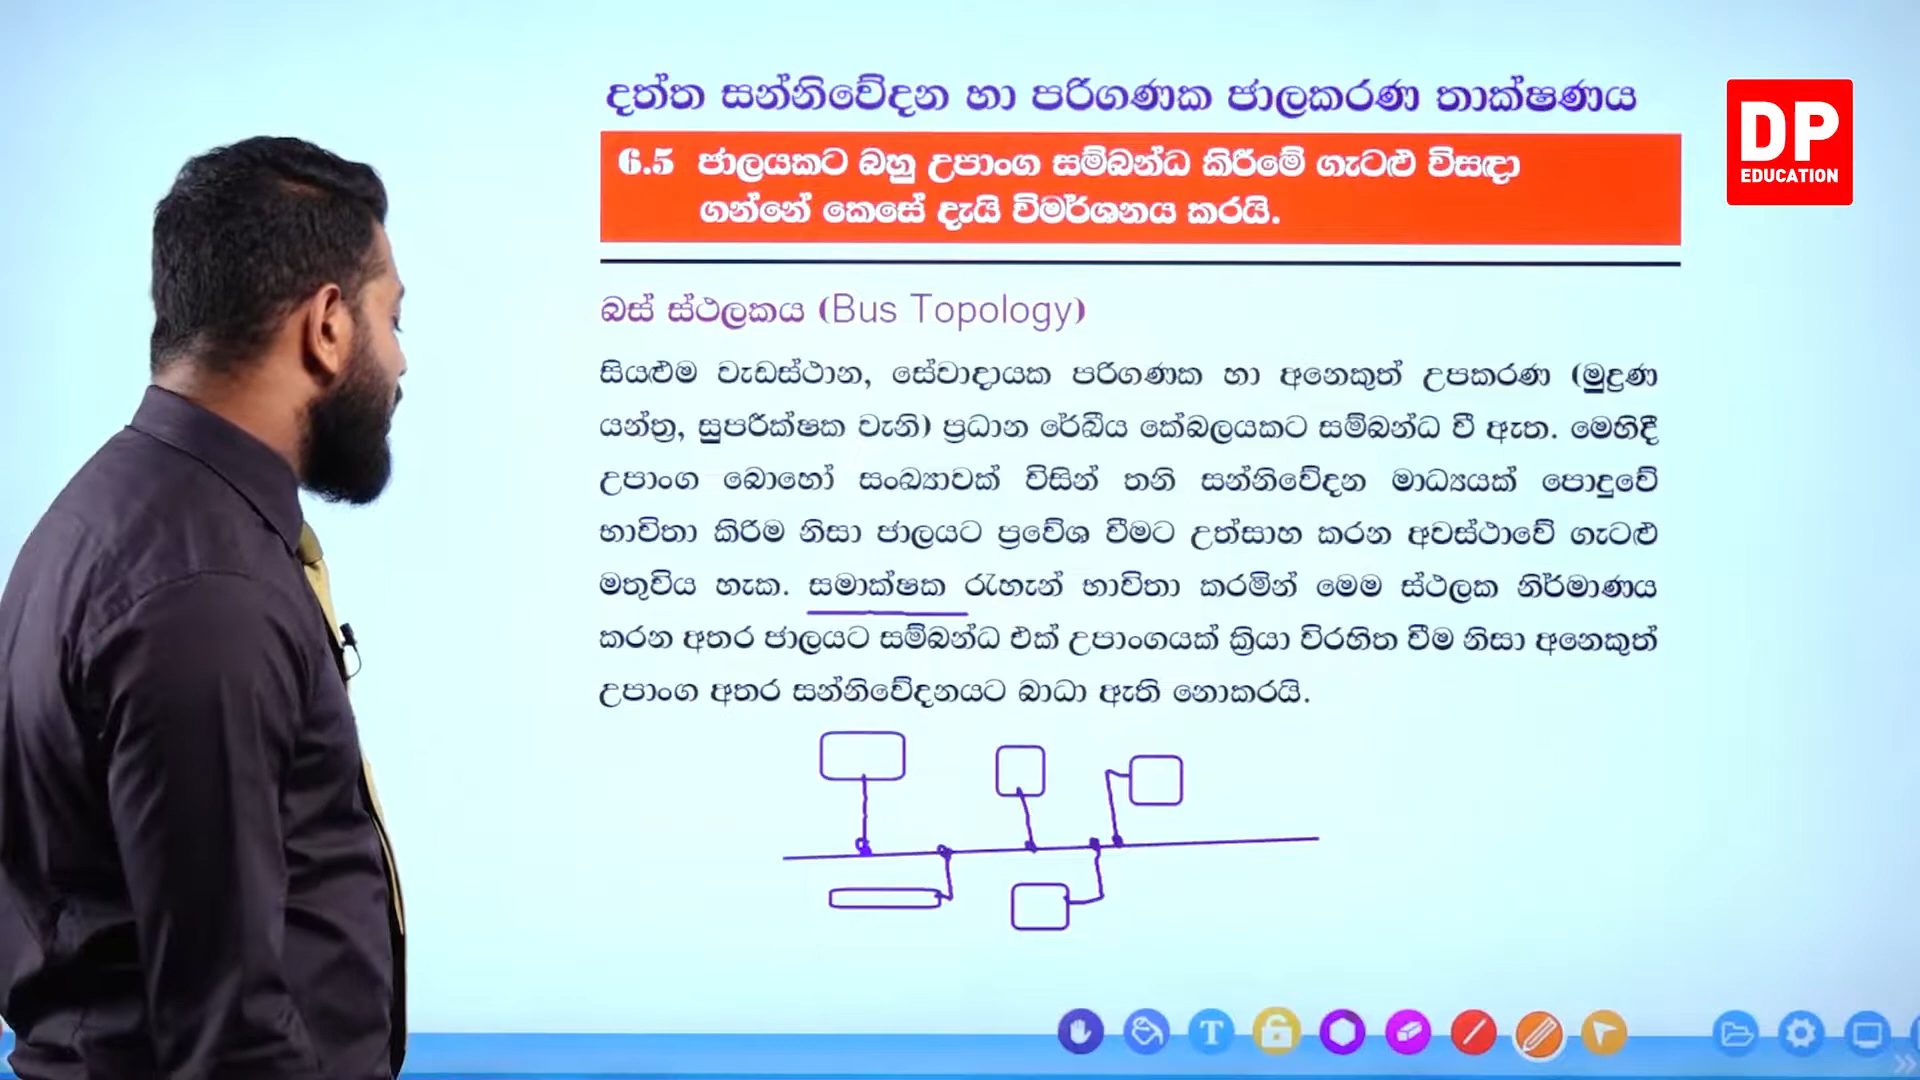 දත්ත සන්නිවේදන හා පරිගණක ජාලකරණ තාක්ෂණය
DP
EDUCATION
6.5 ජාලයකට බහු උපාංග සම්බන්ධ කිරීමේ ගැටළු විසඳා
ගන්නේ කෙසේ දැයි විමර්ශනය කරයි.
බස් ස්ථලකය (Bus Topology)
සියළුම වැඩස්ථාන, සේවාදායක පරිගණක හා අනෙකුත් උපකරණ (මුද්‍රණ
යන්ත්‍ර, සුපරීක්ෂක වැනි) ප්‍රධාන රේඛීය කේබලයකට සම්බන්ධ වී ඇත. මෙහිදී
උපාංග බොහෝ සංඛ්‍යාවක් විසින් තනි සන්නිවේදන මාධ්‍යයක් පොදුවේ
භාවිතා කිරිම නිසා ජාලයට ප්‍රවේශ වීමට උත්සාහ කරන අවස්ථාවේ ගැටළු
මතුවිය හැක. සමාක්ෂක රැහැන් භාවිතා කරමින් මෙම ස්ථලක නිර්මාණය
කරන අතර ජාලයට සම්බන්ධ එක් උපාංගයක් ක්‍රියා විරහිත වීම නිසා අනෙකුත්
උපාංග අතර සන්නිවේදනයට බාධා ඇති නොකරයි.